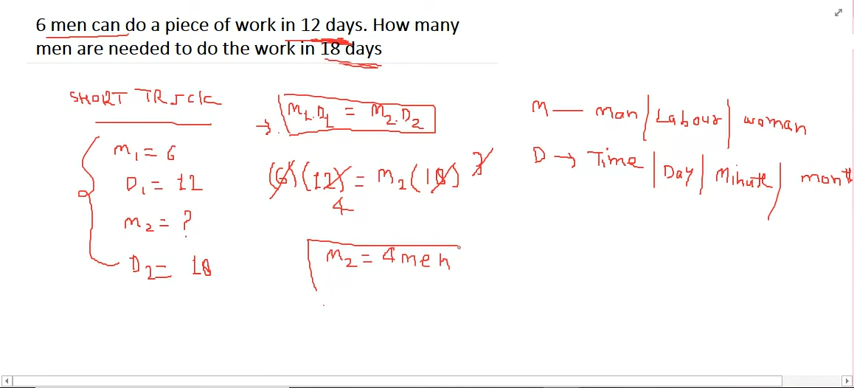 6 men can do a piece of work in 12 days. How many
men are needed to do the work in 18 days
SHORT TRICK
M1 = 6
D1 = 12
M2 = ?
D2 = 18
→ M1.D1 = M2.D2
(6) (12) = M2 (18) 3
4
M2 = 4 men
M — man | Labour | woman
D → Time | Day | Minute | mont